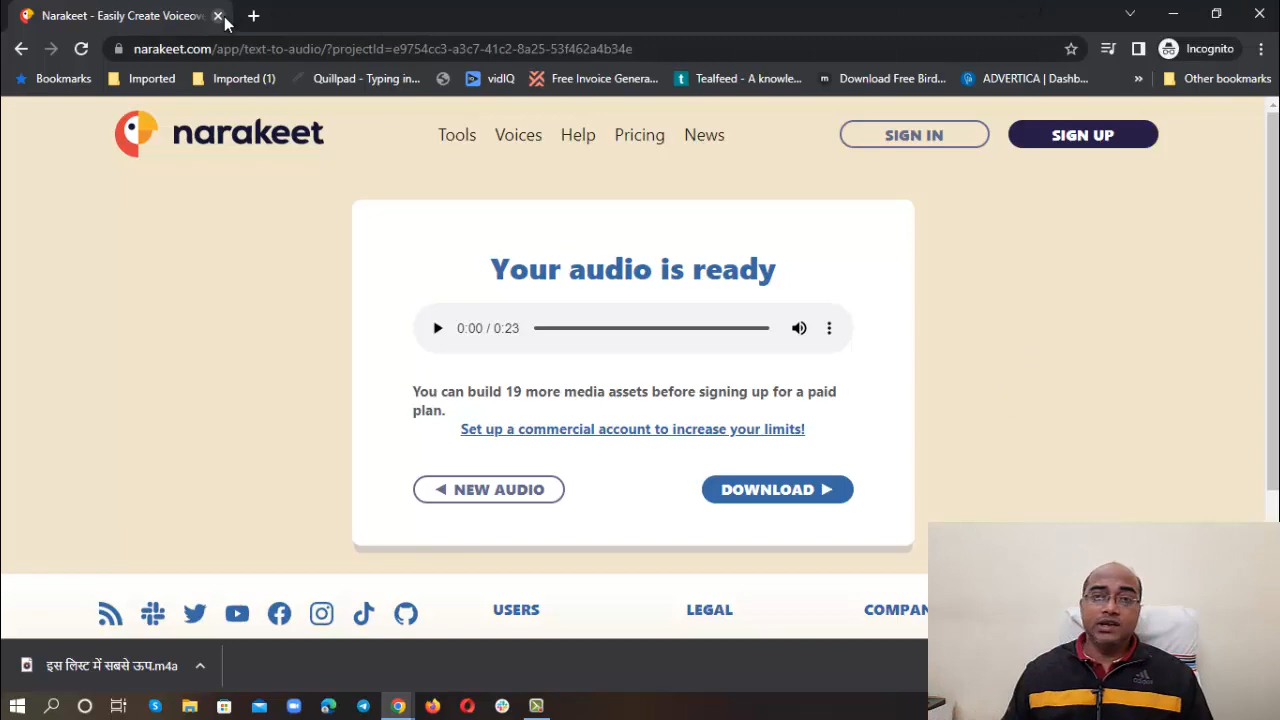 Narakeet - Easily Create Voiceov
narakeet.com/app/text-to-audio/?projectId=e9754cc3-a3c7-41c2-8a25-53f462a4b34e
Incognito
Bookmarks
Imported
Imported (1)
Quillpad - Typing in...
vidIQ
Free Invoice Genera...
Tealfeed - A knowle...
Download Free Bird...
ADVERTICA | Dashb...
»
Other bookmarks
narakeet
Tools
Voices
Help
Pricing
News
SIGN IN
SIGN UP
Your audio is ready
0:00 / 0:23
You can build 19 more media assets before signing up for a paid
plan.
Set up a commercial account to increase your limits!
NEW AUDIO
DOWNLOAD
USERS
LEGAL
COMPAN
इस लिस्ट में सबसे ऊप.m4a